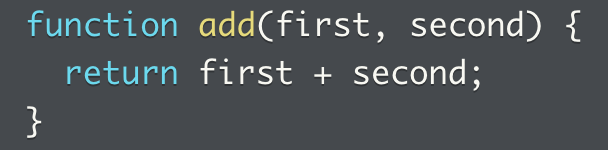 function add(first, second) {
  return first + second;
}